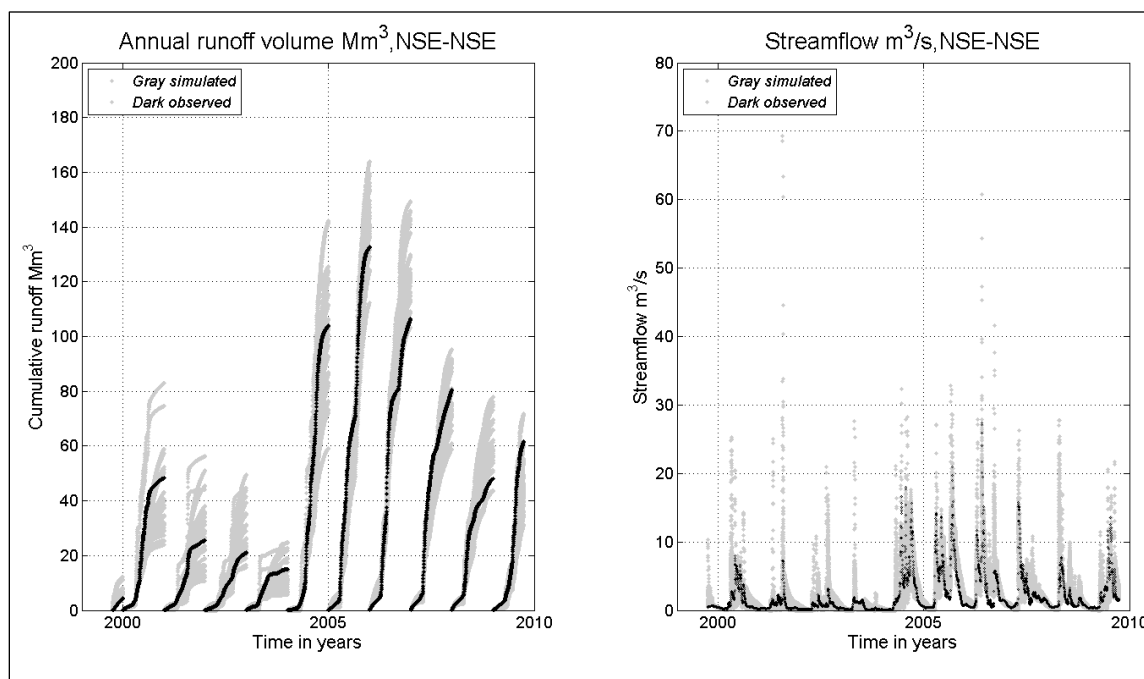 Annual runoff volume Mm³,NSE-NSE
Gray simulated
Dark observed
Cumulative runoff Mm³
200
180
160
140
120
100
80
60
40
20
0
2000
2005
2010
Time in years
Streamflow m³/s,NSE-NSE
Gray simulated
Dark observed
Streamflow m³/s
80
70
60
50
40
30
20
10
0
2000
2005
2010
Time in years